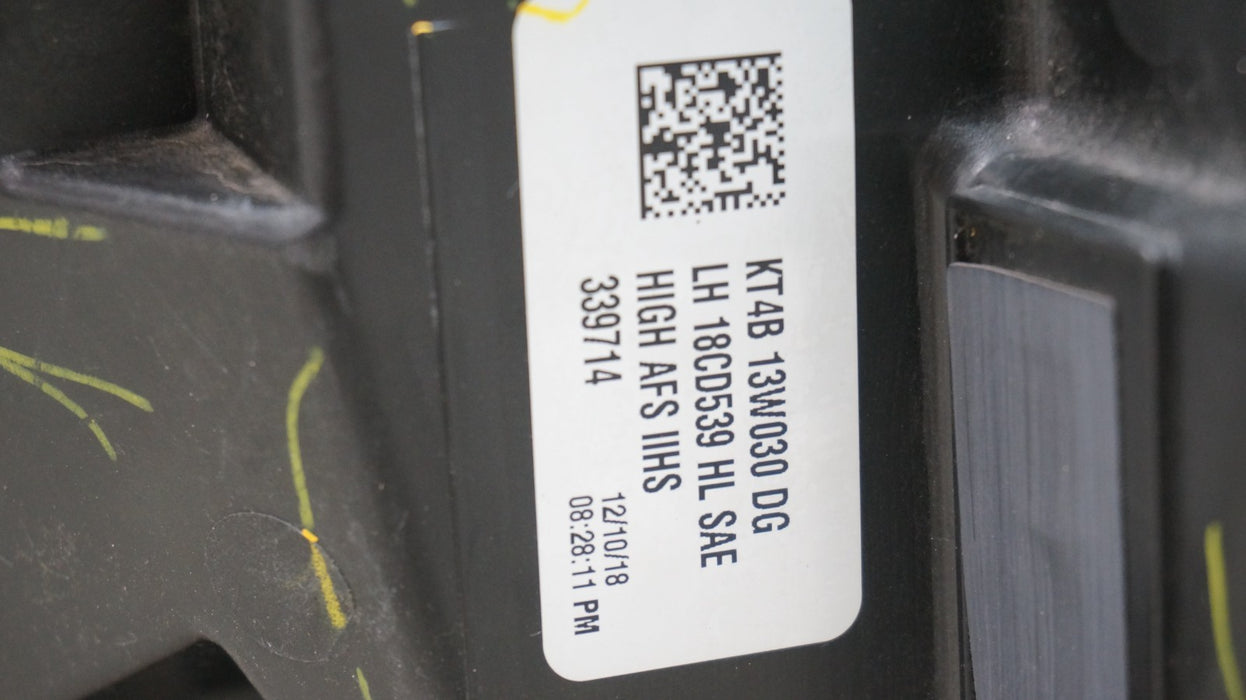 KT4B 13W030 DG
LH 18CD539 HL SAE
HIGH AFS IIHS
339714
12/10/18
08:28:11 PM